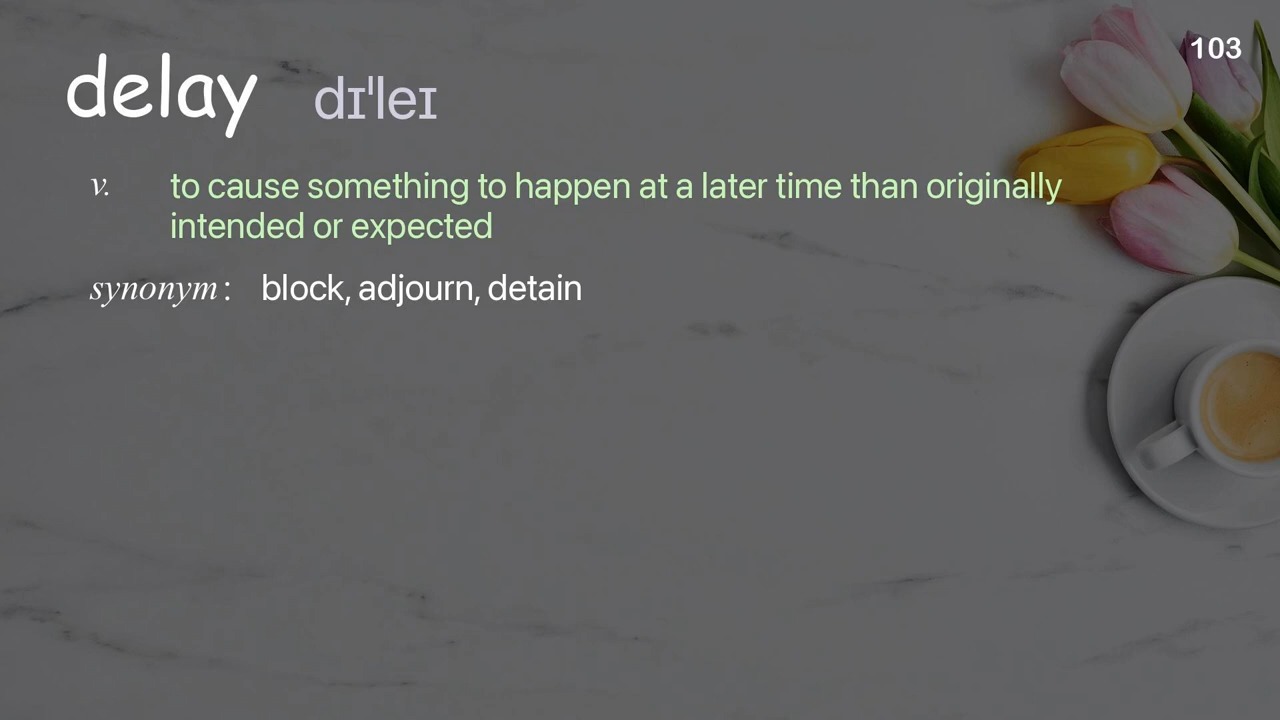 103
delay dɪˈleɪ
v. to cause something to happen at a later time than originally
intended or expected
synonym: block, adjourn, detain